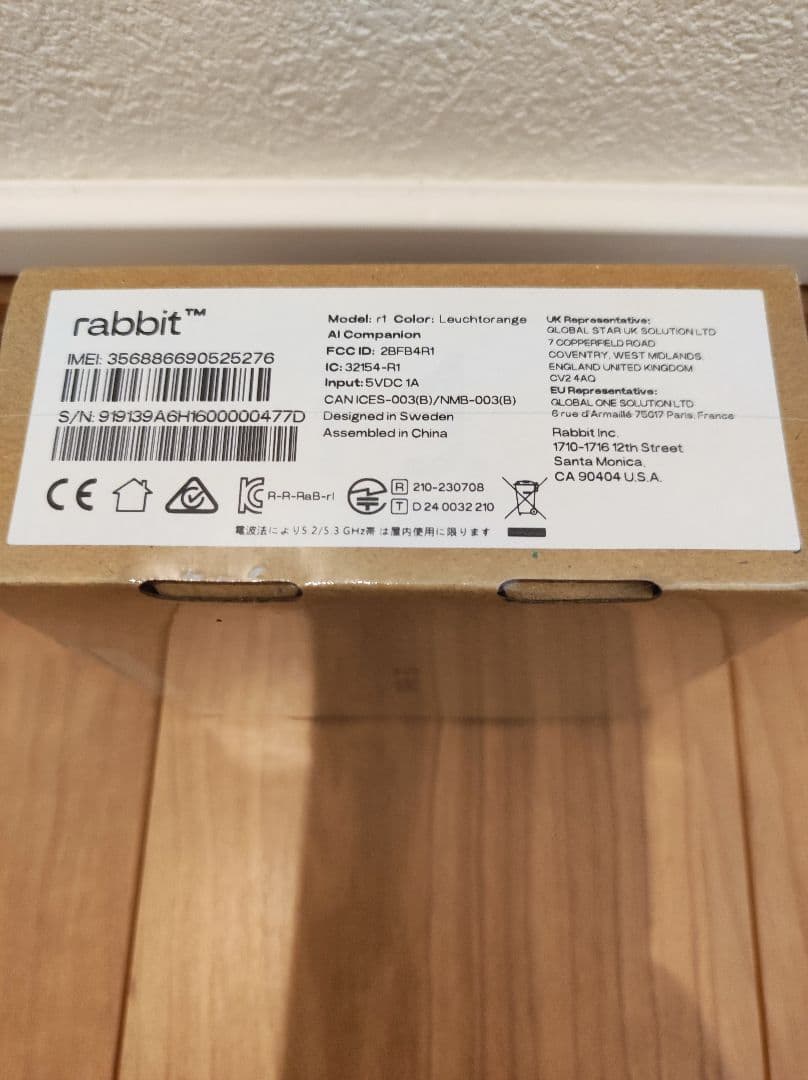 rabbit™
IMEI: 356886690525276
S/N: 919139A6H1600000477D
Model: r1 Color: Leuchtorange
AI Companion
FCC ID: 2BFB4R1
IC: 32154-R1
Input: 5VDC 1A
CAN ICES-003(B)/NMB-003(B)
Designed in Sweden
Assembled in China
UK Representative:
GLOBAL STAR UK SOLUTION LTD
7 COPPERFIELD ROAD
COVENTRY, WEST MIDLANDS,
ENGLAND UNITED KINGDOM
CV2 4AQ
EU Representative:
GLOBAL ONE SOLUTION LTD
6 rue d'Armaillé 75017 Paris, France
Rabbit Inc.
1710-1716 12th Street
Santa Monica,
CA 90404 U.S.A.
CE
R-R-RaB-r1
R 210-230708
T D 24 0032 210
電波法により5.2/5.3 GHz帯は屋内使用に限ります